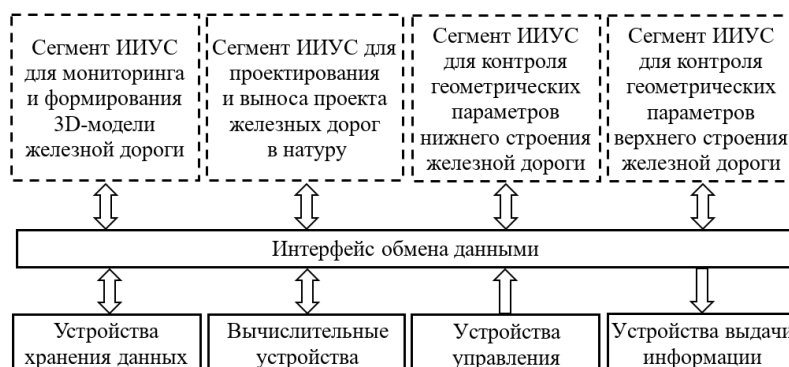 Сегмент ИИУС
для мониторинга
и формирования
3D-модели
железной дороги
Сегмент ИИУС для
проектирования
и выноса проекта
железных дорог
в натуру
Сегмент ИИУС
для контроля
геометрических
параметров
нижнего строения
железной дороги
Сегмент ИИУС
для контроля
геометрических
параметров
верхнего строения
железной дороги
Интерфейс обмена данными
Устройства
хранения данных
Вычислительные
устройства
Устройства
управления
Устройства выдачи
информации